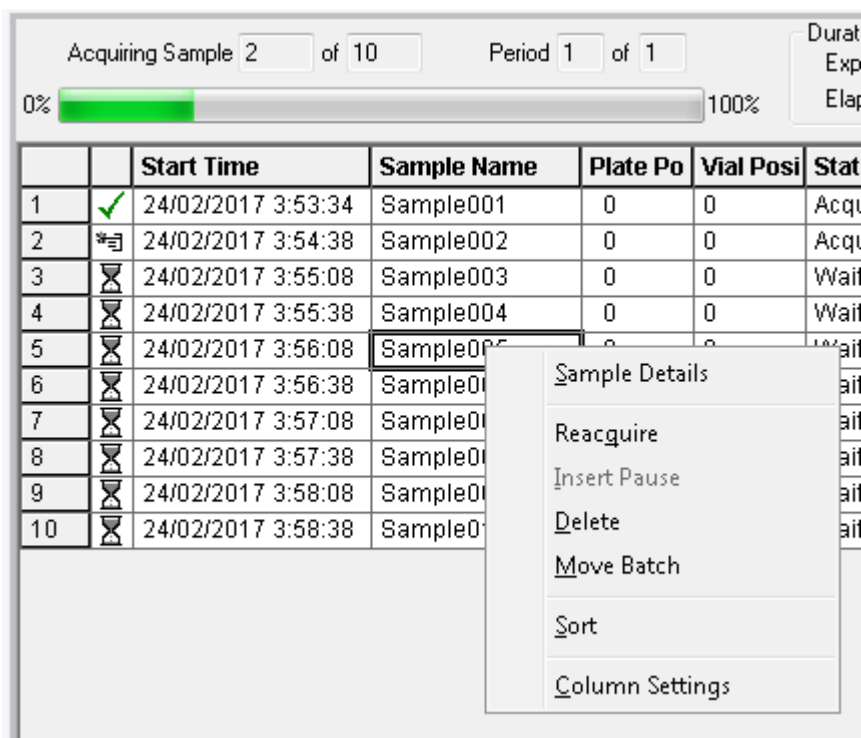 Acquiring Sample 2 of 10 Period 1 of 1 Durat
Exp
0% 100% Elap
Start Time Sample Name Plate Po Vial Posi Stat
1 24/02/2017 3:53:34 Sample001 0 0 Acqu
2 24/02/2017 3:54:38 Sample002 0 0 Acqu
3 24/02/2017 3:55:08 Sample003 0 0 Wait
4 24/02/2017 3:55:38 Sample004 0 0 Wait
5 24/02/2017 3:56:08
6 24/02/2017 3:56:38
7 24/02/2017 3:57:08
8 24/02/2017 3:57:38
9 24/02/2017 3:58:08
10 24/02/2017 3:58:38
Sample Details
Reacquire
Insert Pause
Delete
Move Batch
Sort
Column Settings